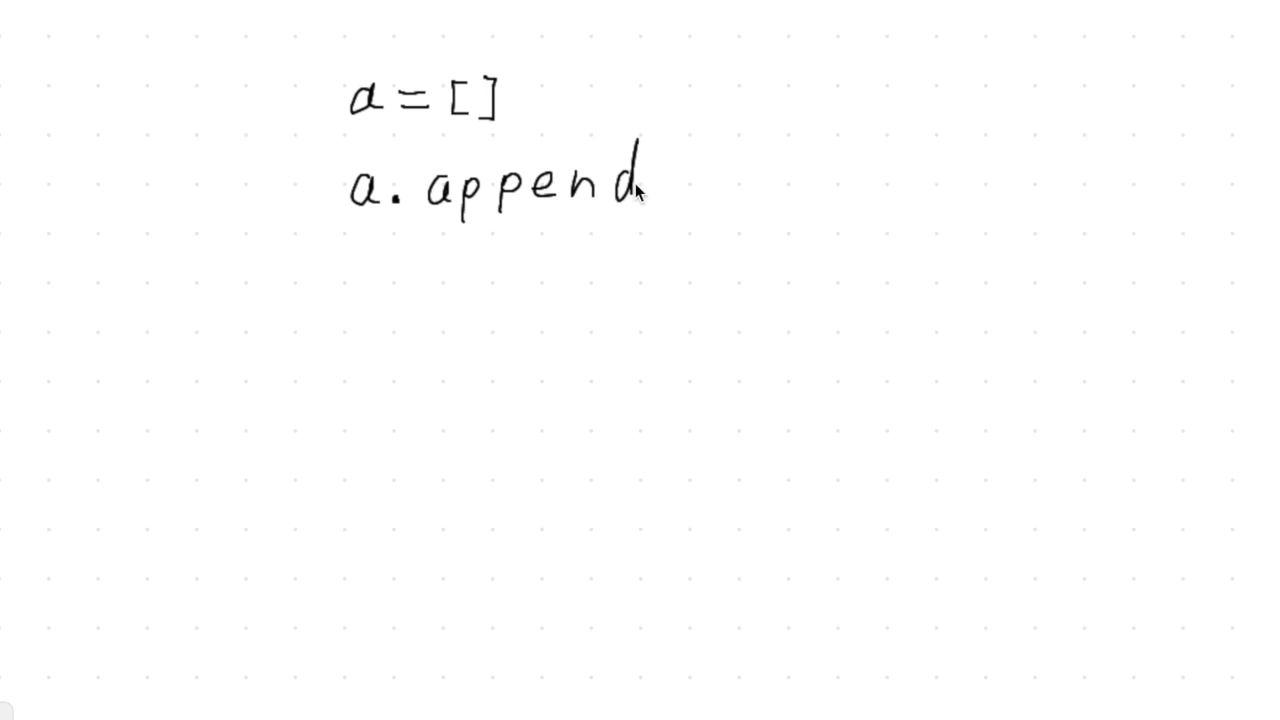 a = []
a. append